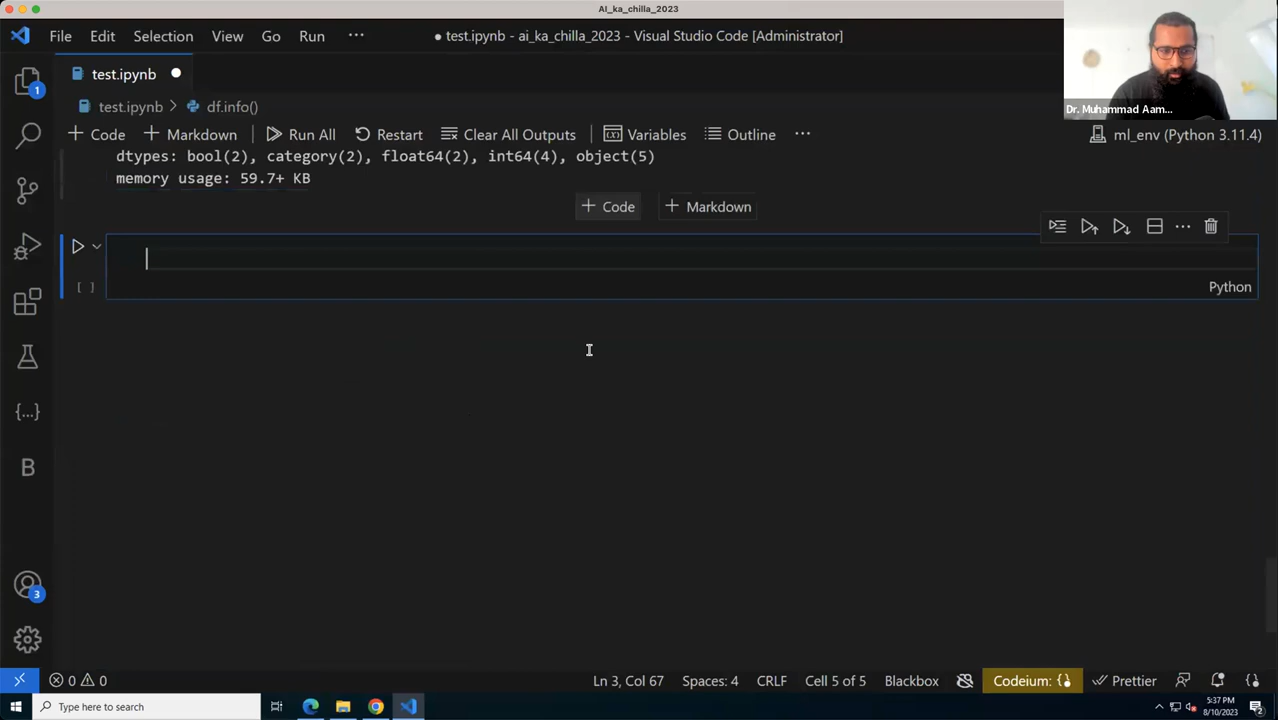 AI_ka_chilla_2023
File Edit Selection View Go Run ··· test.ipynb - ai_ka_chilla_2023 - Visual Studio Code [Administrator]
1 test.ipynb
test.ipynb > df.info()
+ Code + Markdown Run All Restart Clear All Outputs Variables Outline ··· ml_env (Python 3.11.4)
Dr. Muhammad Aam...
dtypes: bool(2), category(2), float64(2), int64(4), object(5)
memory usage: 59.7+ KB
+ Code + Markdown
[ ] Python
{...}
B
3
0 0 Ln 3, Col 67 Spaces: 4 CRLF Cell 5 of 5 Blackbox Codeium: {} Prettier
Type here to search 5:37 PM
8/10/2023 2